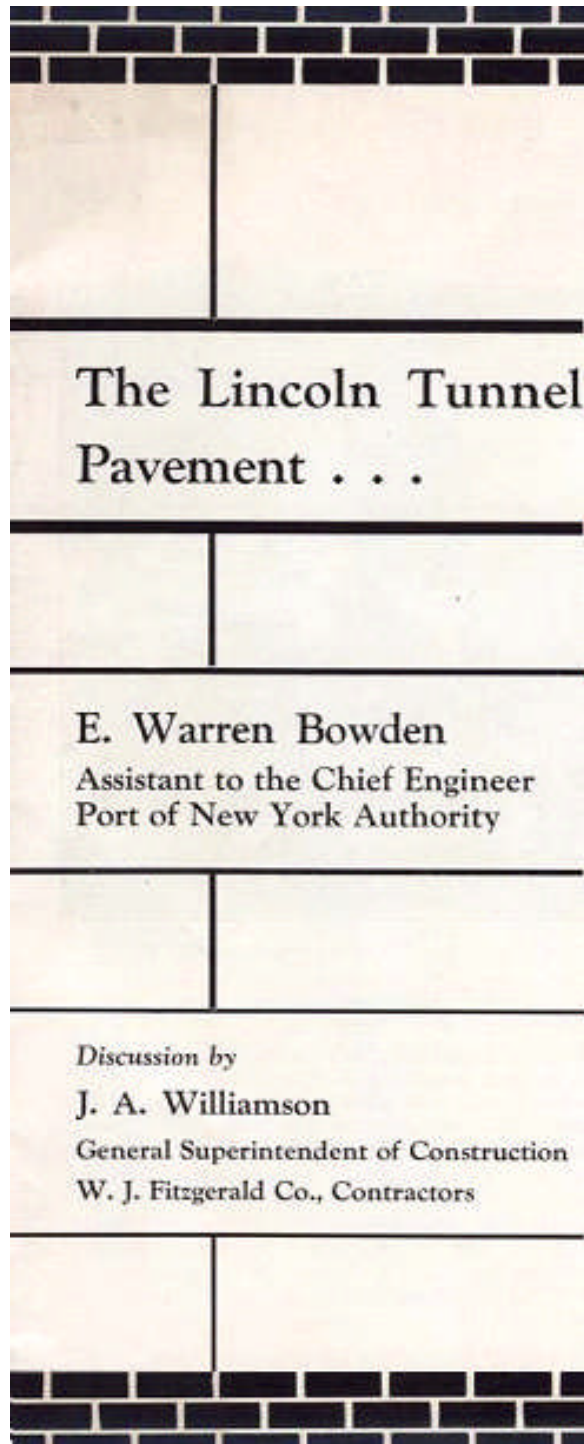 The Lincoln Tunnel
Pavement . . .
E. Warren Bowden
Assistant to the Chief Engineer
Port of New York Authority
Discussion by
J. A. Williamson
General Superintendent of Construction
W. J. Fitzgerald Co., Contractors